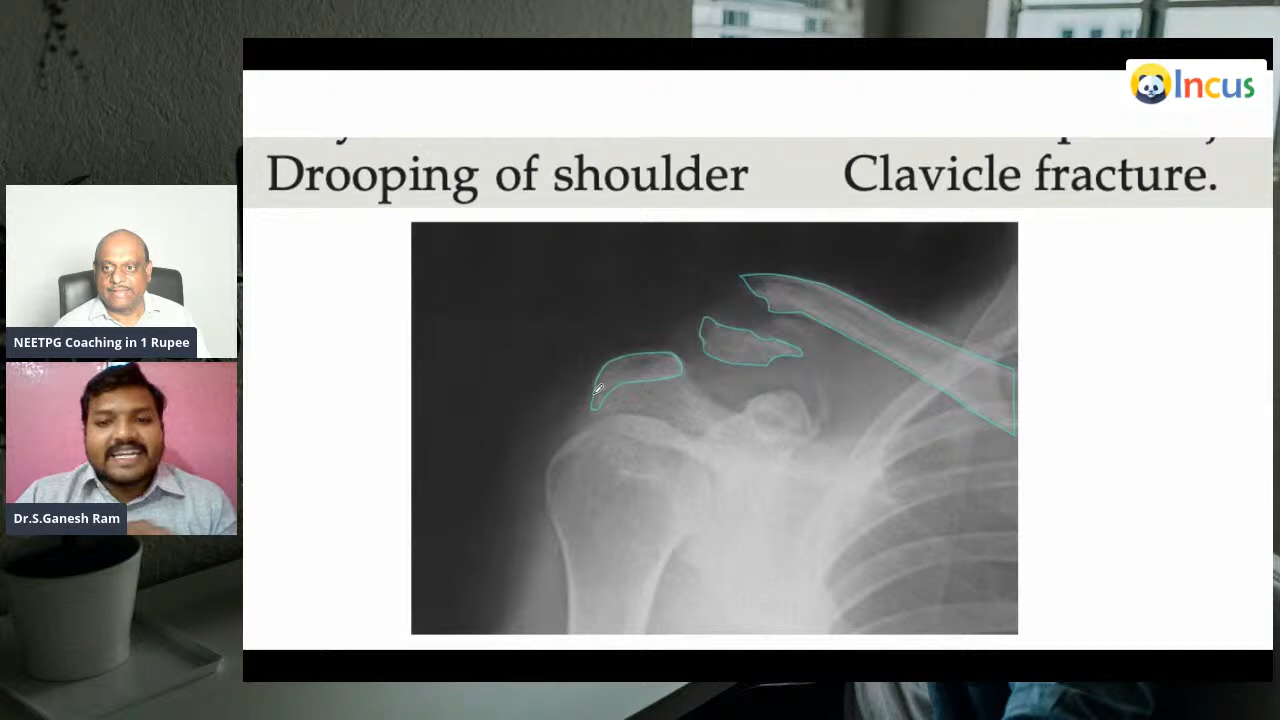 Incus
Drooping of shoulder Clavicle fracture.
NEETPG Coaching in 1 Rupee
Dr.S.Ganesh Ram